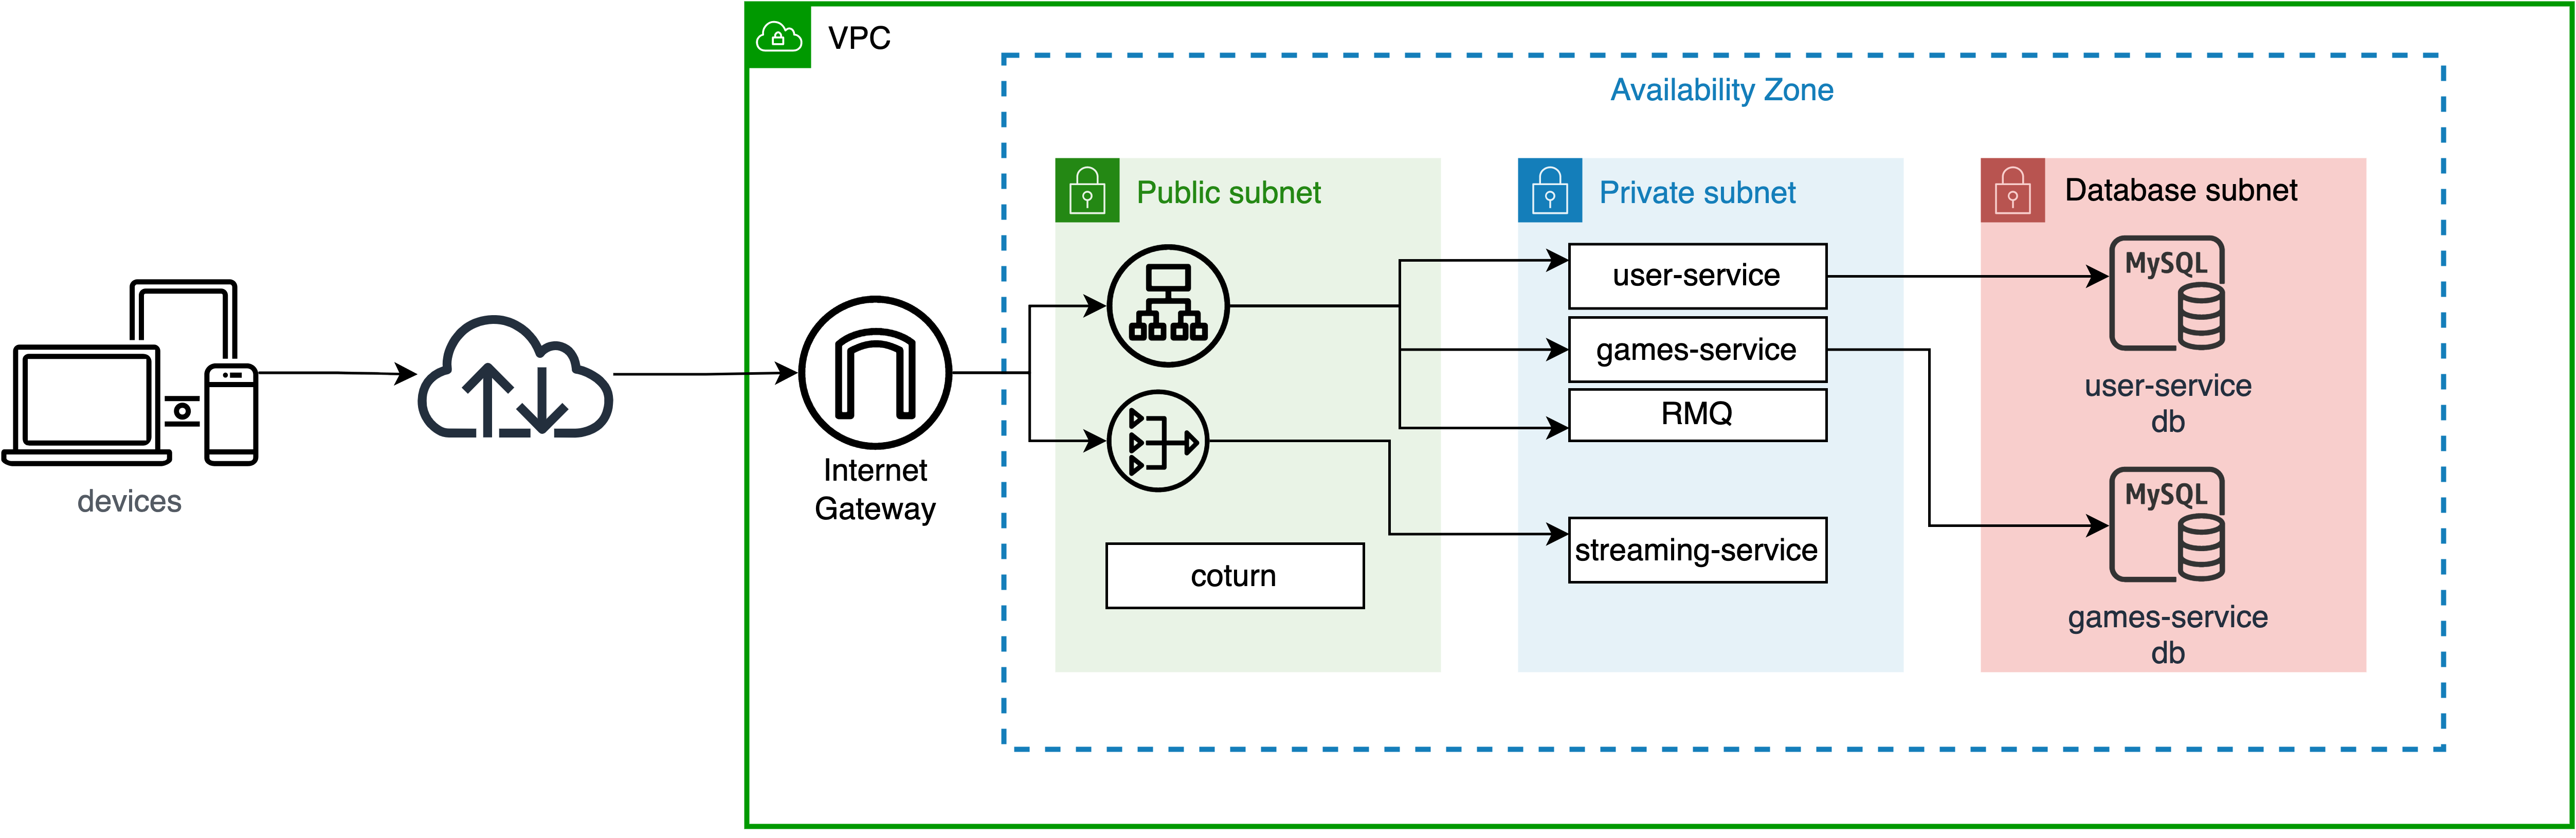 VPC
Availability Zone
Public subnet
Private subnet
Database subnet
user-service
games-service
RMQ
streaming-service
coturn
MySQL
user-service
db
MySQL
games-service
db
Internet
Gateway
devices